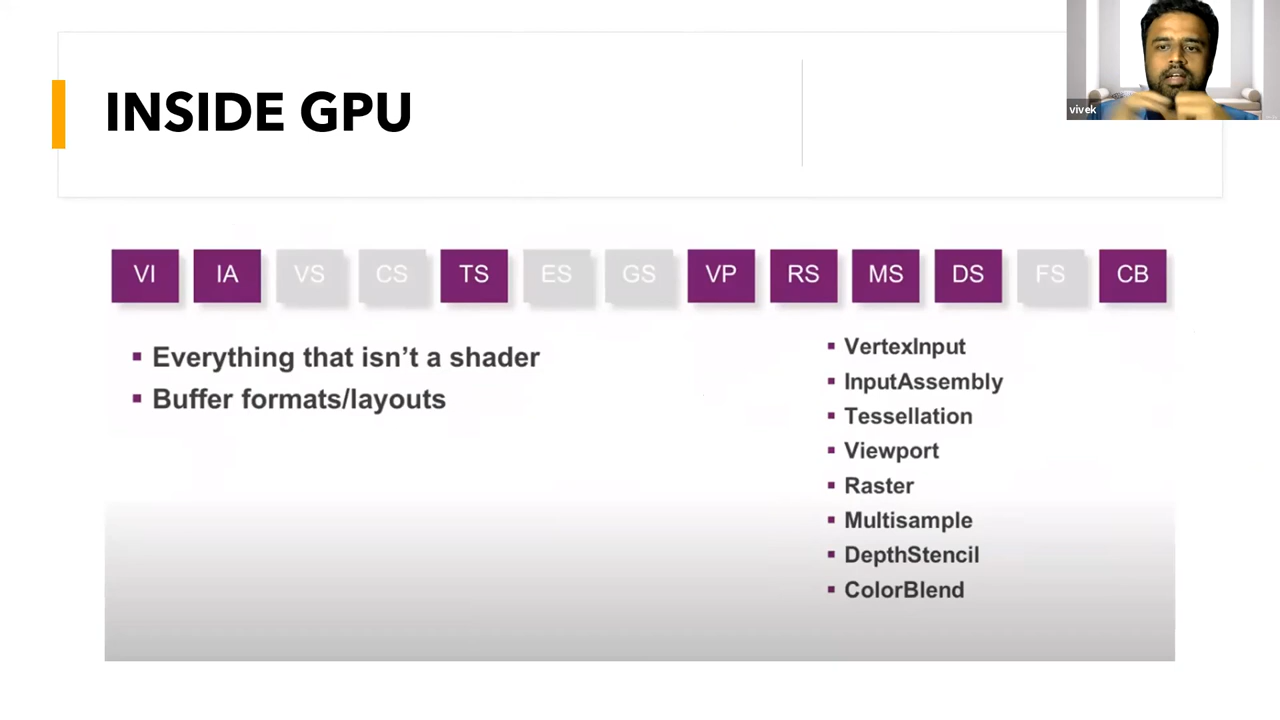 INSIDE GPU
vivek
VI IA VS CS TS ES GS VP RS MS DS FS CB
Everything that isn't a shader
Buffer formats/layouts
VertexInput
InputAssembly
Tessellation
Viewport
Raster
Multisample
DepthStencil
ColorBlend